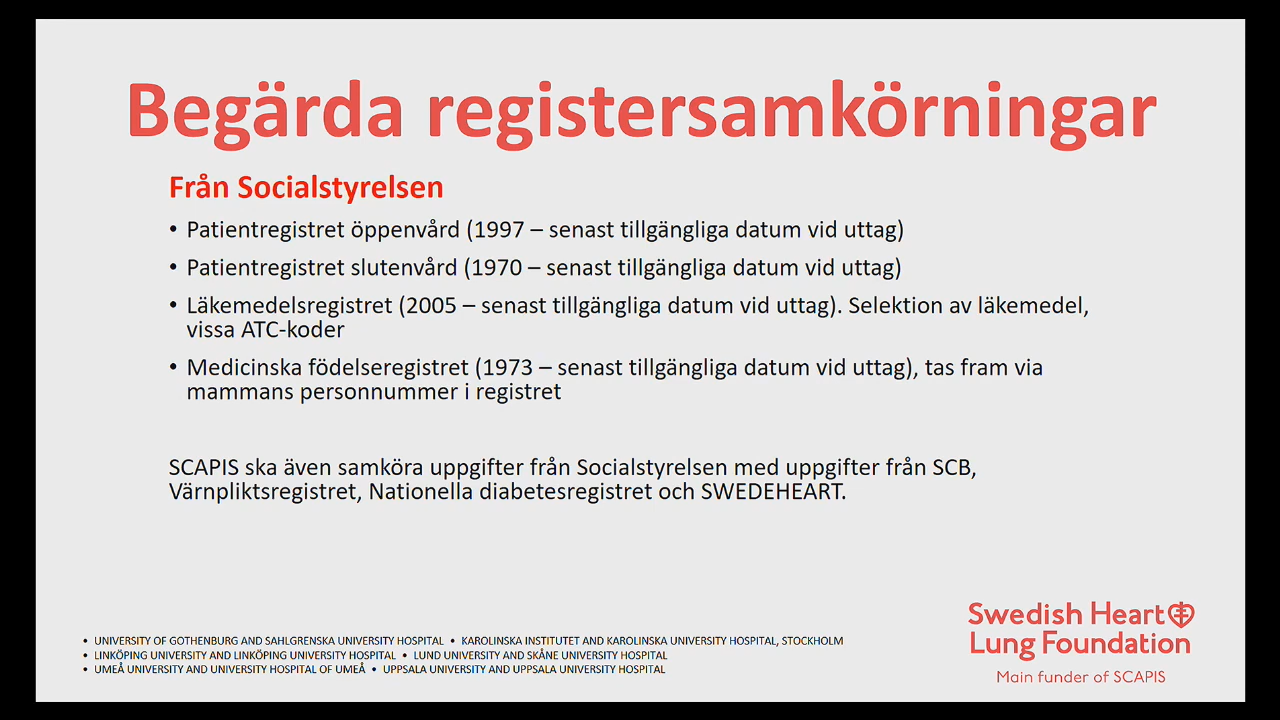 Begärda registersamkörningar
Från Socialstyrelsen
• Patientregistret öppenvård (1997 – senast tillgängliga datum vid uttag)
• Patientregistret slutenvård (1970 – senast tillgängliga datum vid uttag)
• Läkemedelsregistret (2005 – senast tillgängliga datum vid uttag). Selektion av läkemedel,
vissa ATC-koder
• Medicinska födelseregistret (1973 – senast tillgängliga datum vid uttag), tas fram via
mammans personnummer i registret
SCAPIS ska även samköra uppgifter från Socialstyrelsen med uppgifter från SCB,
Värnpliktsregistret, Nationella diabetesregistret och SWEDEHEART.
• UNIVERSITY OF GOTHENBURG AND SAHLGRENSKA UNIVERSITY HOSPITAL • KAROLINSKA INSTITUTET AND KAROLINSKA UNIVERSITY HOSPITAL, STOCKHOLM
• LINKÖPING UNIVERSITY AND LINKÖPING UNIVERSITY HOSPITAL • LUND UNIVERSITY AND SKÅNE UNIVERSITY HOSPITAL
• UMEÅ UNIVERSITY AND UNIVERSITY HOSPITAL OF UMEÅ • UPPSALA UNIVERSITY AND UPPSALA UNIVERSITY HOSPITAL
Swedish Heart
Lung Foundation
Main funder of SCAPIS